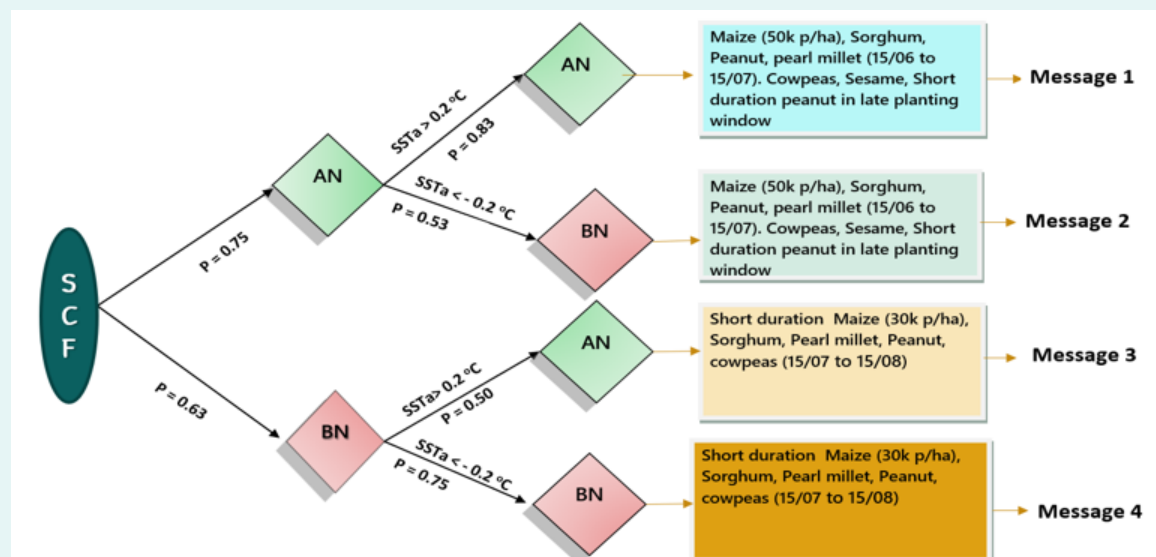 AN
Maize (50k p/ha), Sorghum,
Peanut, pearl millet (15/06 to
15/07). Cowpeas, Sesame, Short
duration peanut in late planting
window
Message 1
SSTa > 0.2 ºC
P = 0.83
AN
SSTa < - 0.2 ºC
P = 0.53
BN
Maize (50k p/ha), Sorghum,
Peanut, pearl millet (15/06 to
15/07). Cowpeas, Sesame, Short
duration peanut in late planting
window
Message 2
P = 0.75
S
C
F
P = 0.63
AN
Short duration Maize (30k p/ha),
Sorghum, Pearl millet, Peanut,
cowpeas (15/07 to 15/08)
Message 3
SSTa> 0.2 ºC
P = 0.50
BN
SSTa < - 0.2 ºC
P = 0.75
BN
Short duration Maize (30k p/ha),
Sorghum, Pearl millet, Peanut,
cowpeas (15/07 to 15/08)
Message 4